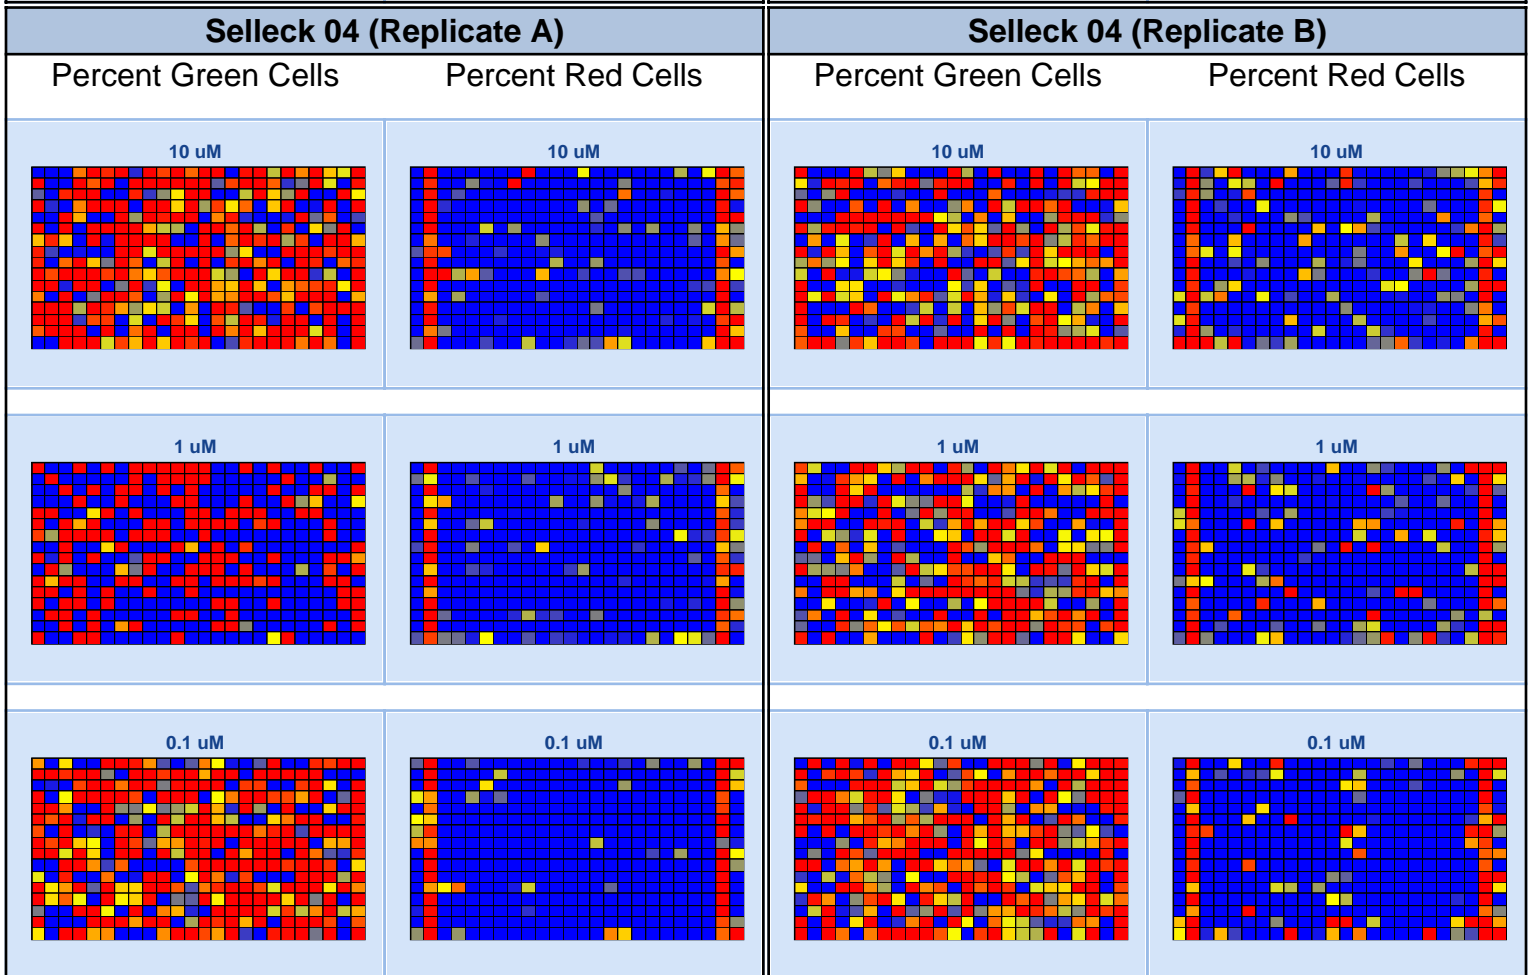 Selleck 04 (Replicate A) Selleck 04 (Replicate B)
Percent Green Cells Percent Red Cells Percent Green Cells Percent Red Cells
10 uM 10 uM 10 uM 10 uM
1 uM 1 uM 1 uM 1 uM
0.1 uM 0.1 uM 0.1 uM 0.1 uM